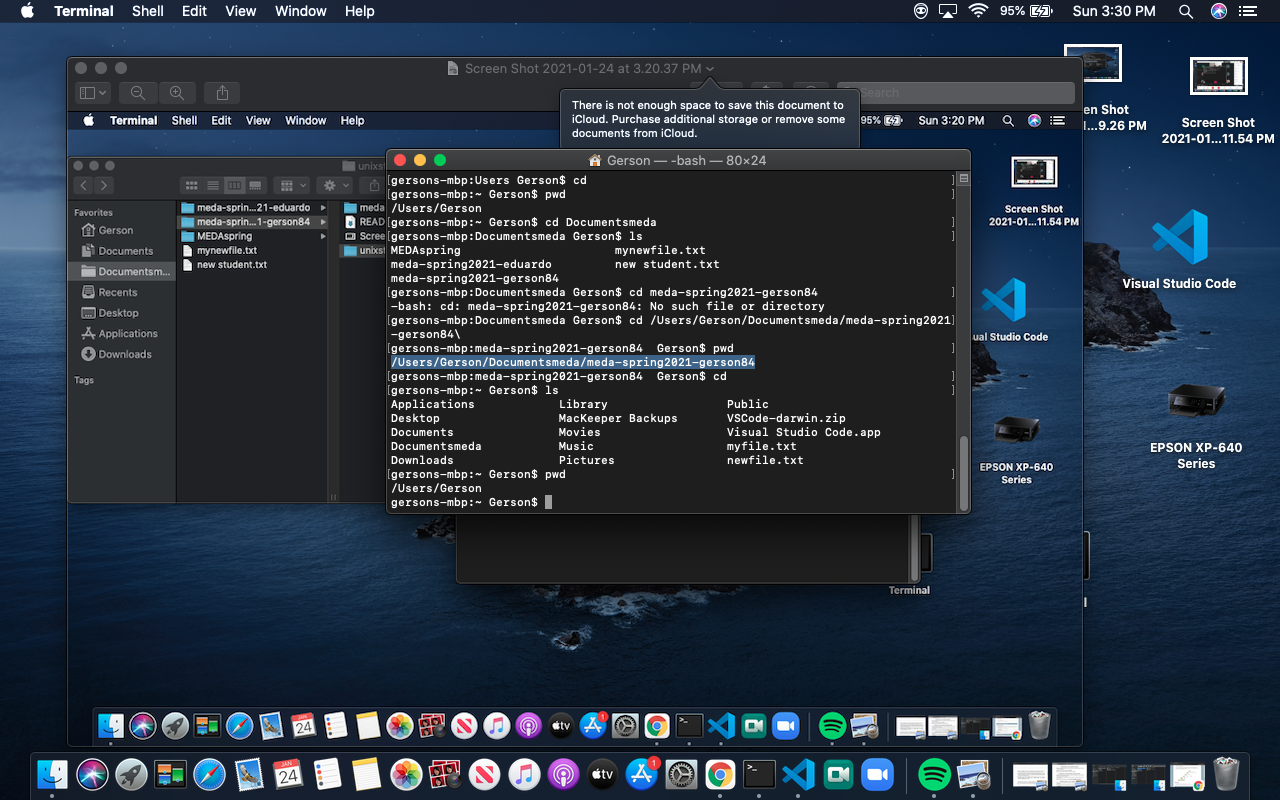 Terminal Shell Edit View Window Help 95% Sun 3:30 PM
Screen Shot 2021-01-24 at 3.20.37 PM
Search
There is not enough space to save this document to
iCloud. Purchase additional storage or remove some
documents from iCloud.
Terminal Shell Edit View Window Help 95% Sun 3:20 PM
Gerson — -bash — 80×24
[gersons-mbp:Users Gerson$ cd ]
[gersons-mbp:~ Gerson$ pwd ]
/Users/Gerson
[gersons-mbp:~ Gerson$ cd Documentsmeda ]
[gersons-mbp:Documentsmeda Gerson$ ls ]
MEDAspring mynewfile.txt
meda-spring2021-eduardo new student.txt
meda-spring2021-gerson84
[gersons-mbp:Documentsmeda Gerson$ cd meda-spring2021-gerson84 ]
-bash: cd: meda-spring2021-gerson84: No such file or directory
[gersons-mbp:Documentsmeda Gerson$ cd /Users/Gerson/Documentsmeda/meda-spring2021]
-gerson84\
[gersons-mbp:meda-spring2021-gerson84  Gerson$ pwd ]
/Users/Gerson/Documentsmeda/meda-spring2021-gerson84
[gersons-mbp:meda-spring2021-gerson84  Gerson$ cd ]
[gersons-mbp:~ Gerson$ ls ]
Applications Library Public
Desktop MacKeeper Backups VSCode-darwin.zip
Documents Movies Visual Studio Code.app
Documentsmeda Music myfile.txt
Downloads Pictures newfile.txt
[gersons-mbp:~ Gerson$ pwd ]
/Users/Gerson
gersons-mbp:~ Gerson$
unixst
Favorites
Gerson
Documents
Documentsm...
Recents
Desktop
Applications
Downloads
Tags
meda-sprin...21-eduardo
meda-sprin...1-gerson84
MEDAspring
mynewfile.txt
new student.txt
meda
READ
Scree
unixst
Screen Shot
2021-01...11.54 PM
ual Studio Code
EPSON XP-640
Series
Terminal
en Shot
1...9.26 PM
Screen Shot
2021-01...11.54 PM
Visual Studio Code
EPSON XP-640
Series
JAN
24
tv
1
JAN
24
tv
1